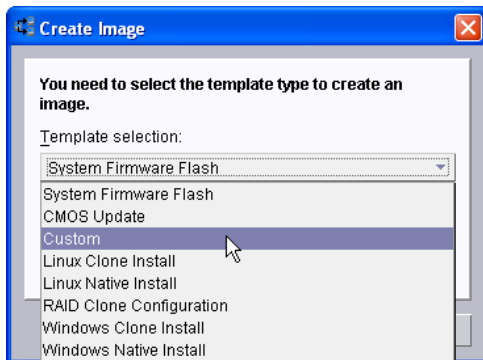 Create Image
You need to select the template type to create an
image.
Template selection:
System Firmware Flash
System Firmware Flash
CMOS Update
Custom
Linux Clone Install
Linux Native Install
RAID Clone Configuration
Windows Clone Install
Windows Native Install